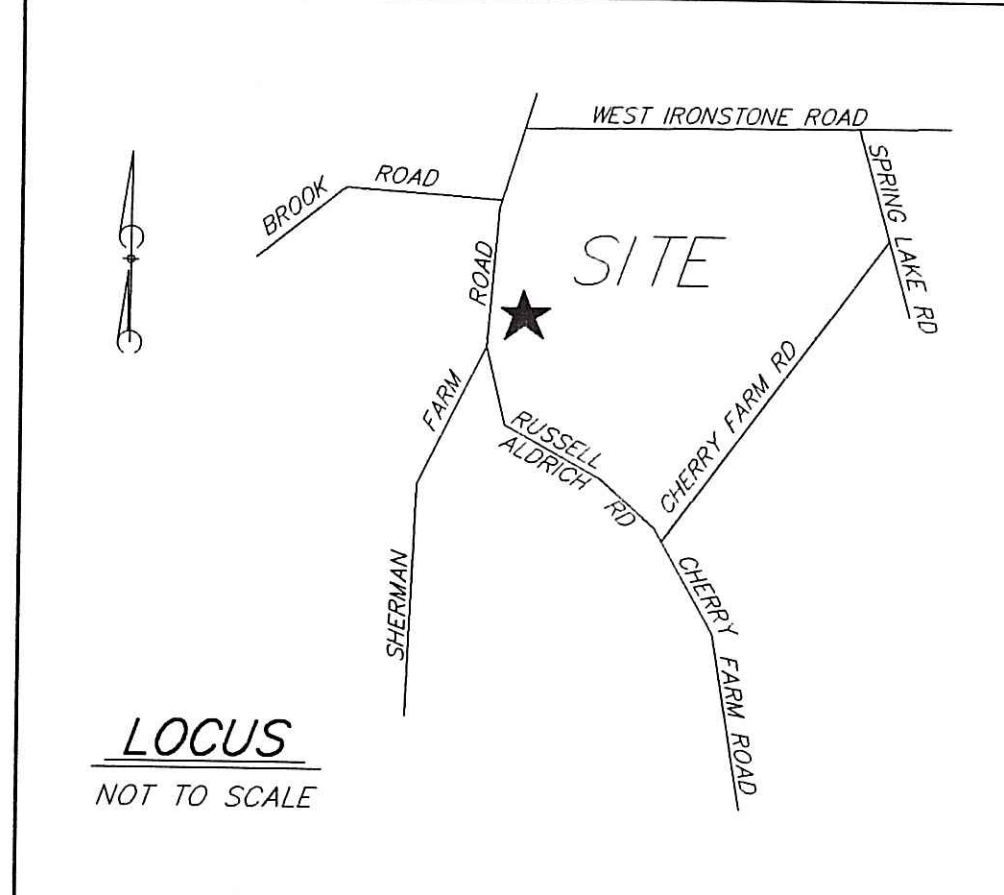 WEST IRONSTONE ROAD
BROOK ROAD
SPRING LAKE RD
SITE
SHERMAN FARM ROAD
CHERRY FARM RD
RUSSELL
ALDRICH RD
CHERRY FARM ROAD
LOCUS
NOT TO SCALE